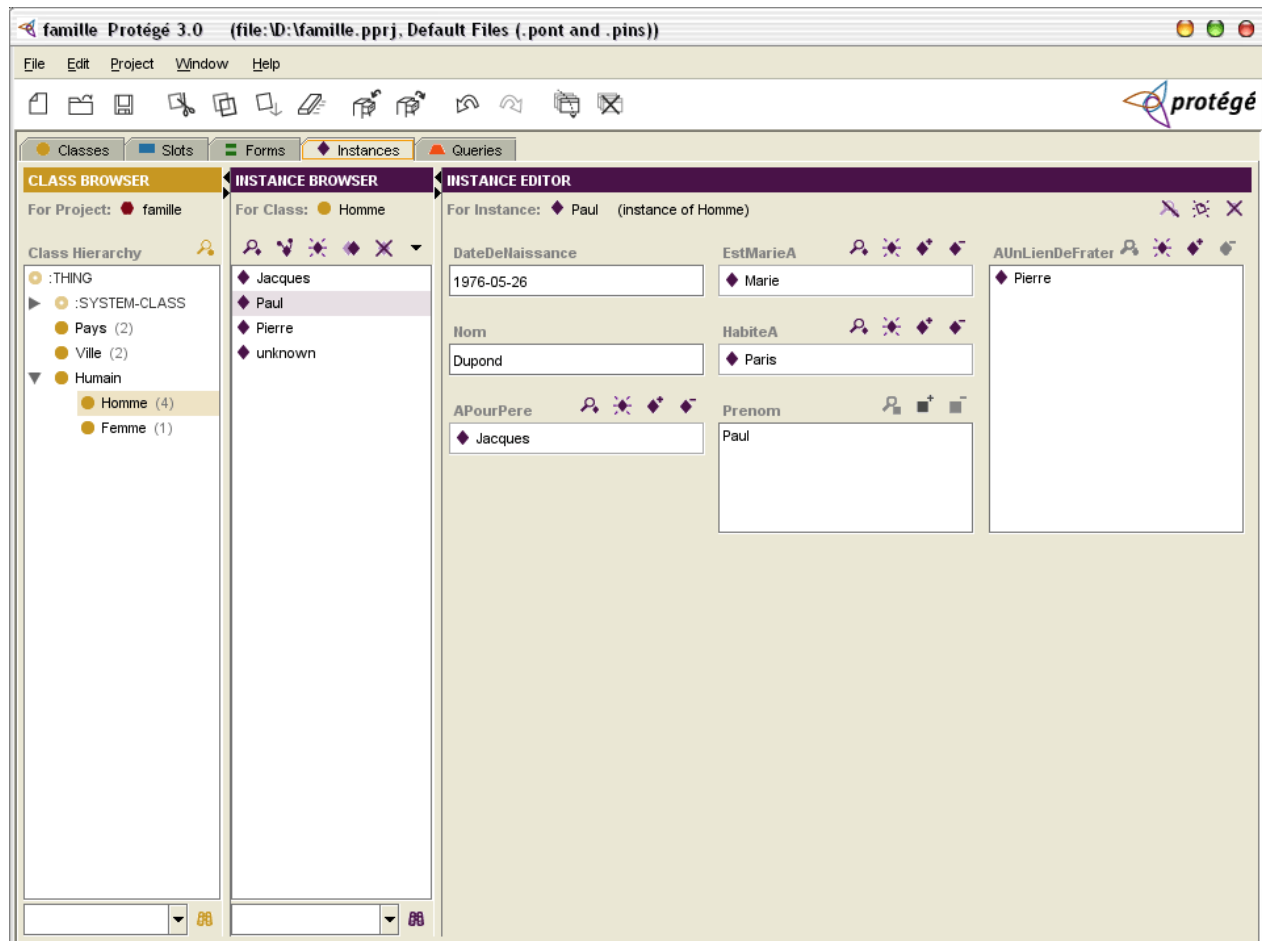 famille Protégé 3.0 (file:\D:\famille.pprj, Default Files (.pont and .pins))
File Edit Project Window Help
protégé
Classes Slots Forms Instances Queries
CLASS BROWSER
For Project: famille
Class Hierarchy
:THING
:SYSTEM-CLASS
Pays (2)
Ville (2)
Humain
Homme (4)
Femme (1)
INSTANCE BROWSER
For Class: Homme
Jacques
Paul
Pierre
unknown
INSTANCE EDITOR
For Instance: Paul (instance of Homme)
DateDeNaissance
1976-05-26
Nom
Dupond
APourPere
Jacques
EstMarieA
Marie
HabiteA
Paris
Prenom
Paul
AUnLienDeFrater
Pierre